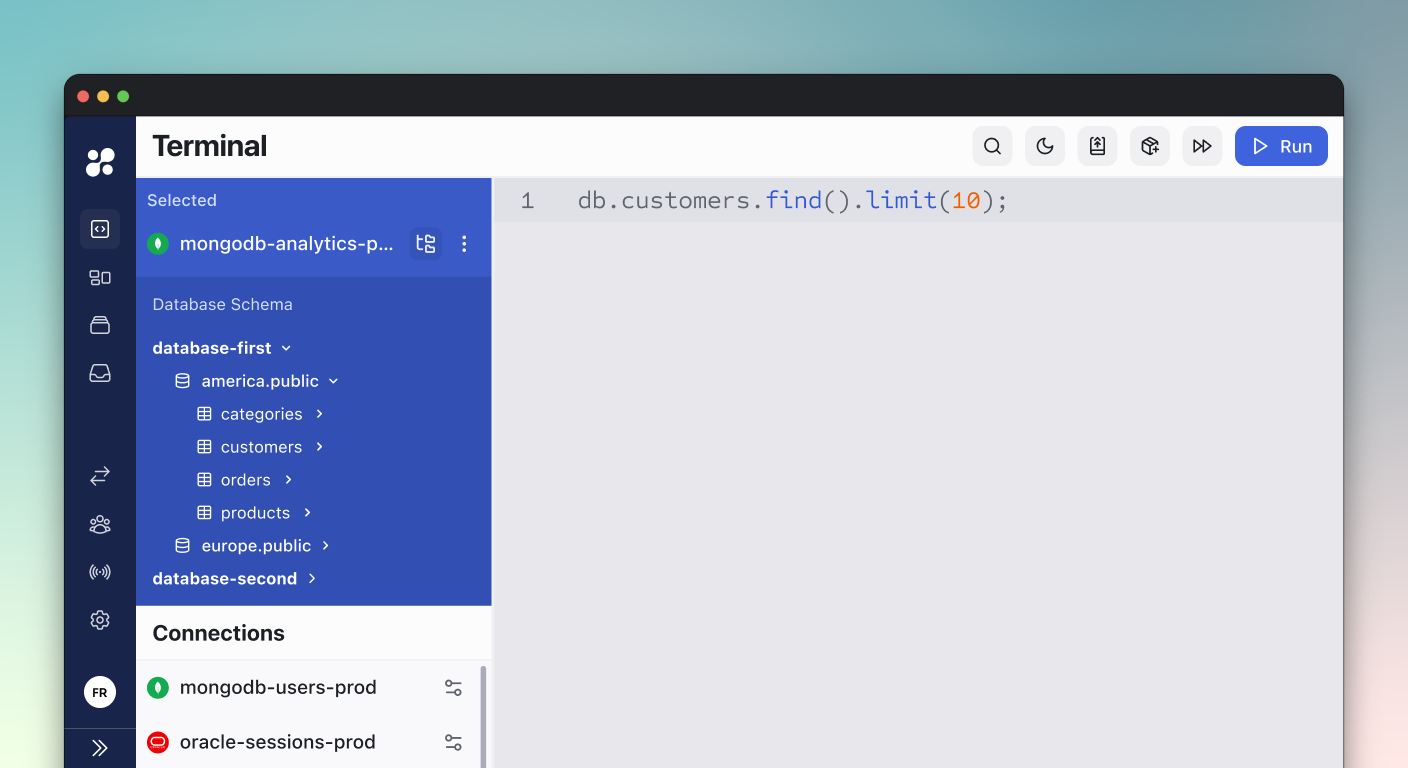 Terminal
Run
Selected
mongodb-analytics-p...
Database Schema
database-first
america.public
categories
customers
orders
products
europe.public
database-second
Connections
mongodb-users-prod
oracle-sessions-prod
FR
1 db.customers.find().limit(10);